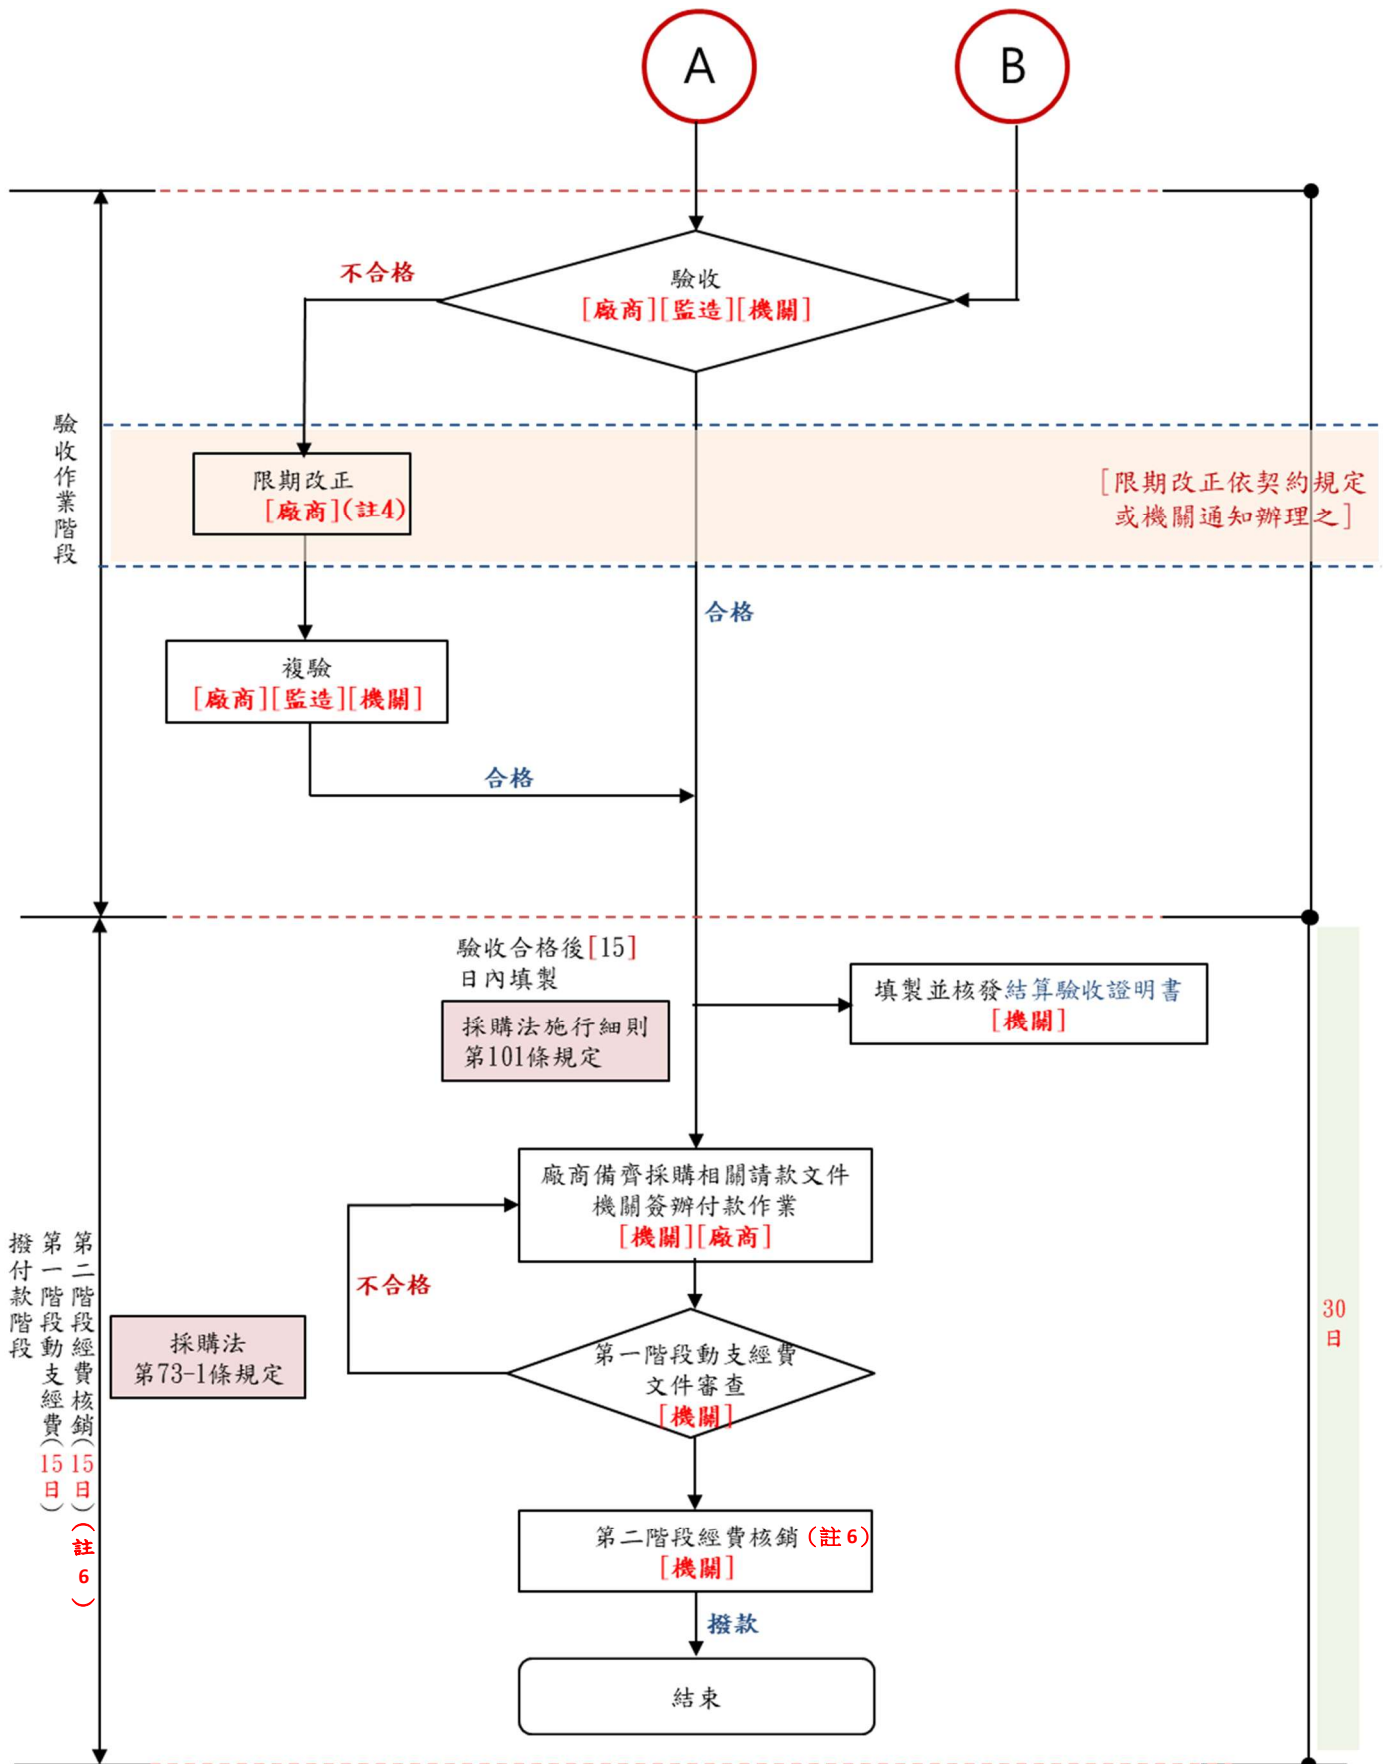 A
B
不合格
驗收
[廠商][監造][機關]
驗收作業階段
限期改正
[廠商](註4)
[限期改正依契約規定
或機關通知辦理之]
合格
複驗
[廠商][監造][機關]
合格
驗收合格後[15]
日內填製
採購法施行細則
第101條規定
填製並核發結算驗收證明書
[機關]
廠商備齊採購相關請款文件
機關簽辦付款作業
[機關][廠商]
不合格
第二階段經費核銷(15日)(註6)
第一階段動支經費(15日)
撥付款階段
採購法
第73-1條規定
第一階段動支經費
文件審查
[機關]
30
日
第二階段經費核銷(註6)
[機關]
撥款
結束